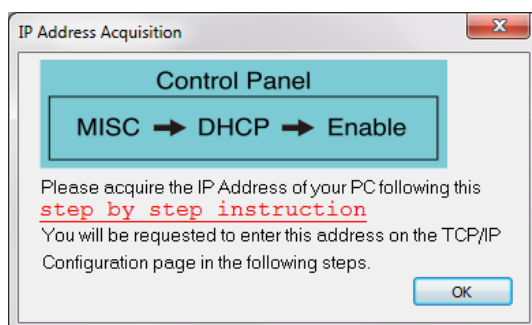 IP Address Acquisition
Control Panel
MISC → DHCP → Enable
Please acquire the IP Address of your PC following this
step by step instruction
You will be requested to enter this address on the TCP/IP
Configuration page in the following steps.
OK